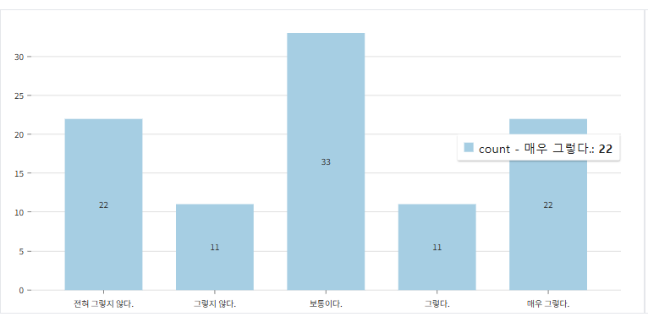 30
25
20
15
10
5
0
22
11
33
11
22
count - 매우 그렇다.: 22
전혀 그렇지 않다.
그렇지 않다.
보통이다.
그렇다.
매우 그렇다.